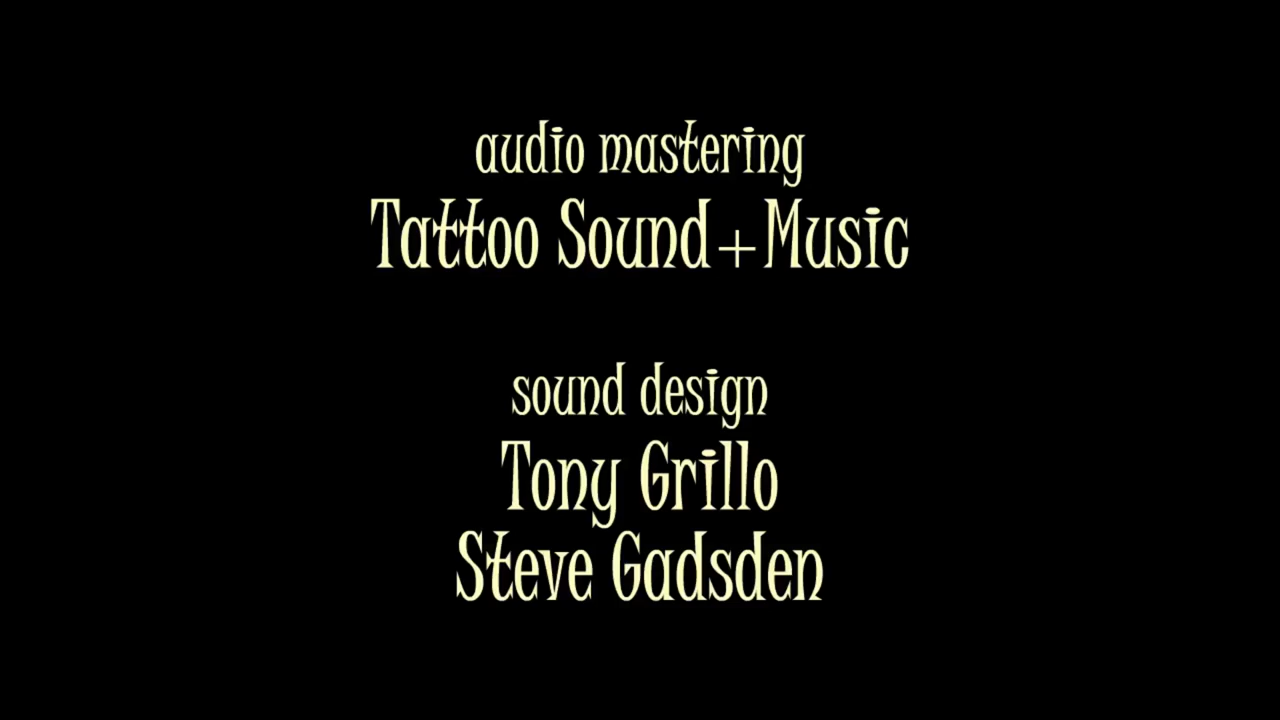 audio mastering
Tattoo Sound+Music
sound design
Tony Grillo
Steve Gadsden